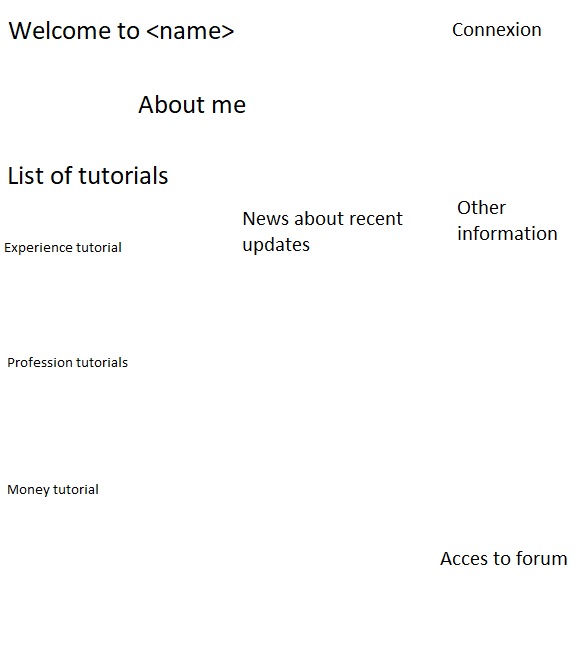 Welcome to <name>
Connexion
About me
List of tutorials
Experience tutorial
Profession tutorials
Money tutorial
News about recent
updates
Other
information
Acces to forum